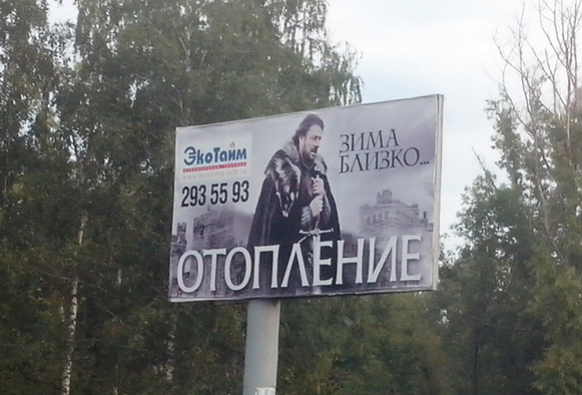 ЭкоТайм
293 55 93
ЗИМА
БЛИЗКО...
ОТОПЛЕНИЕ